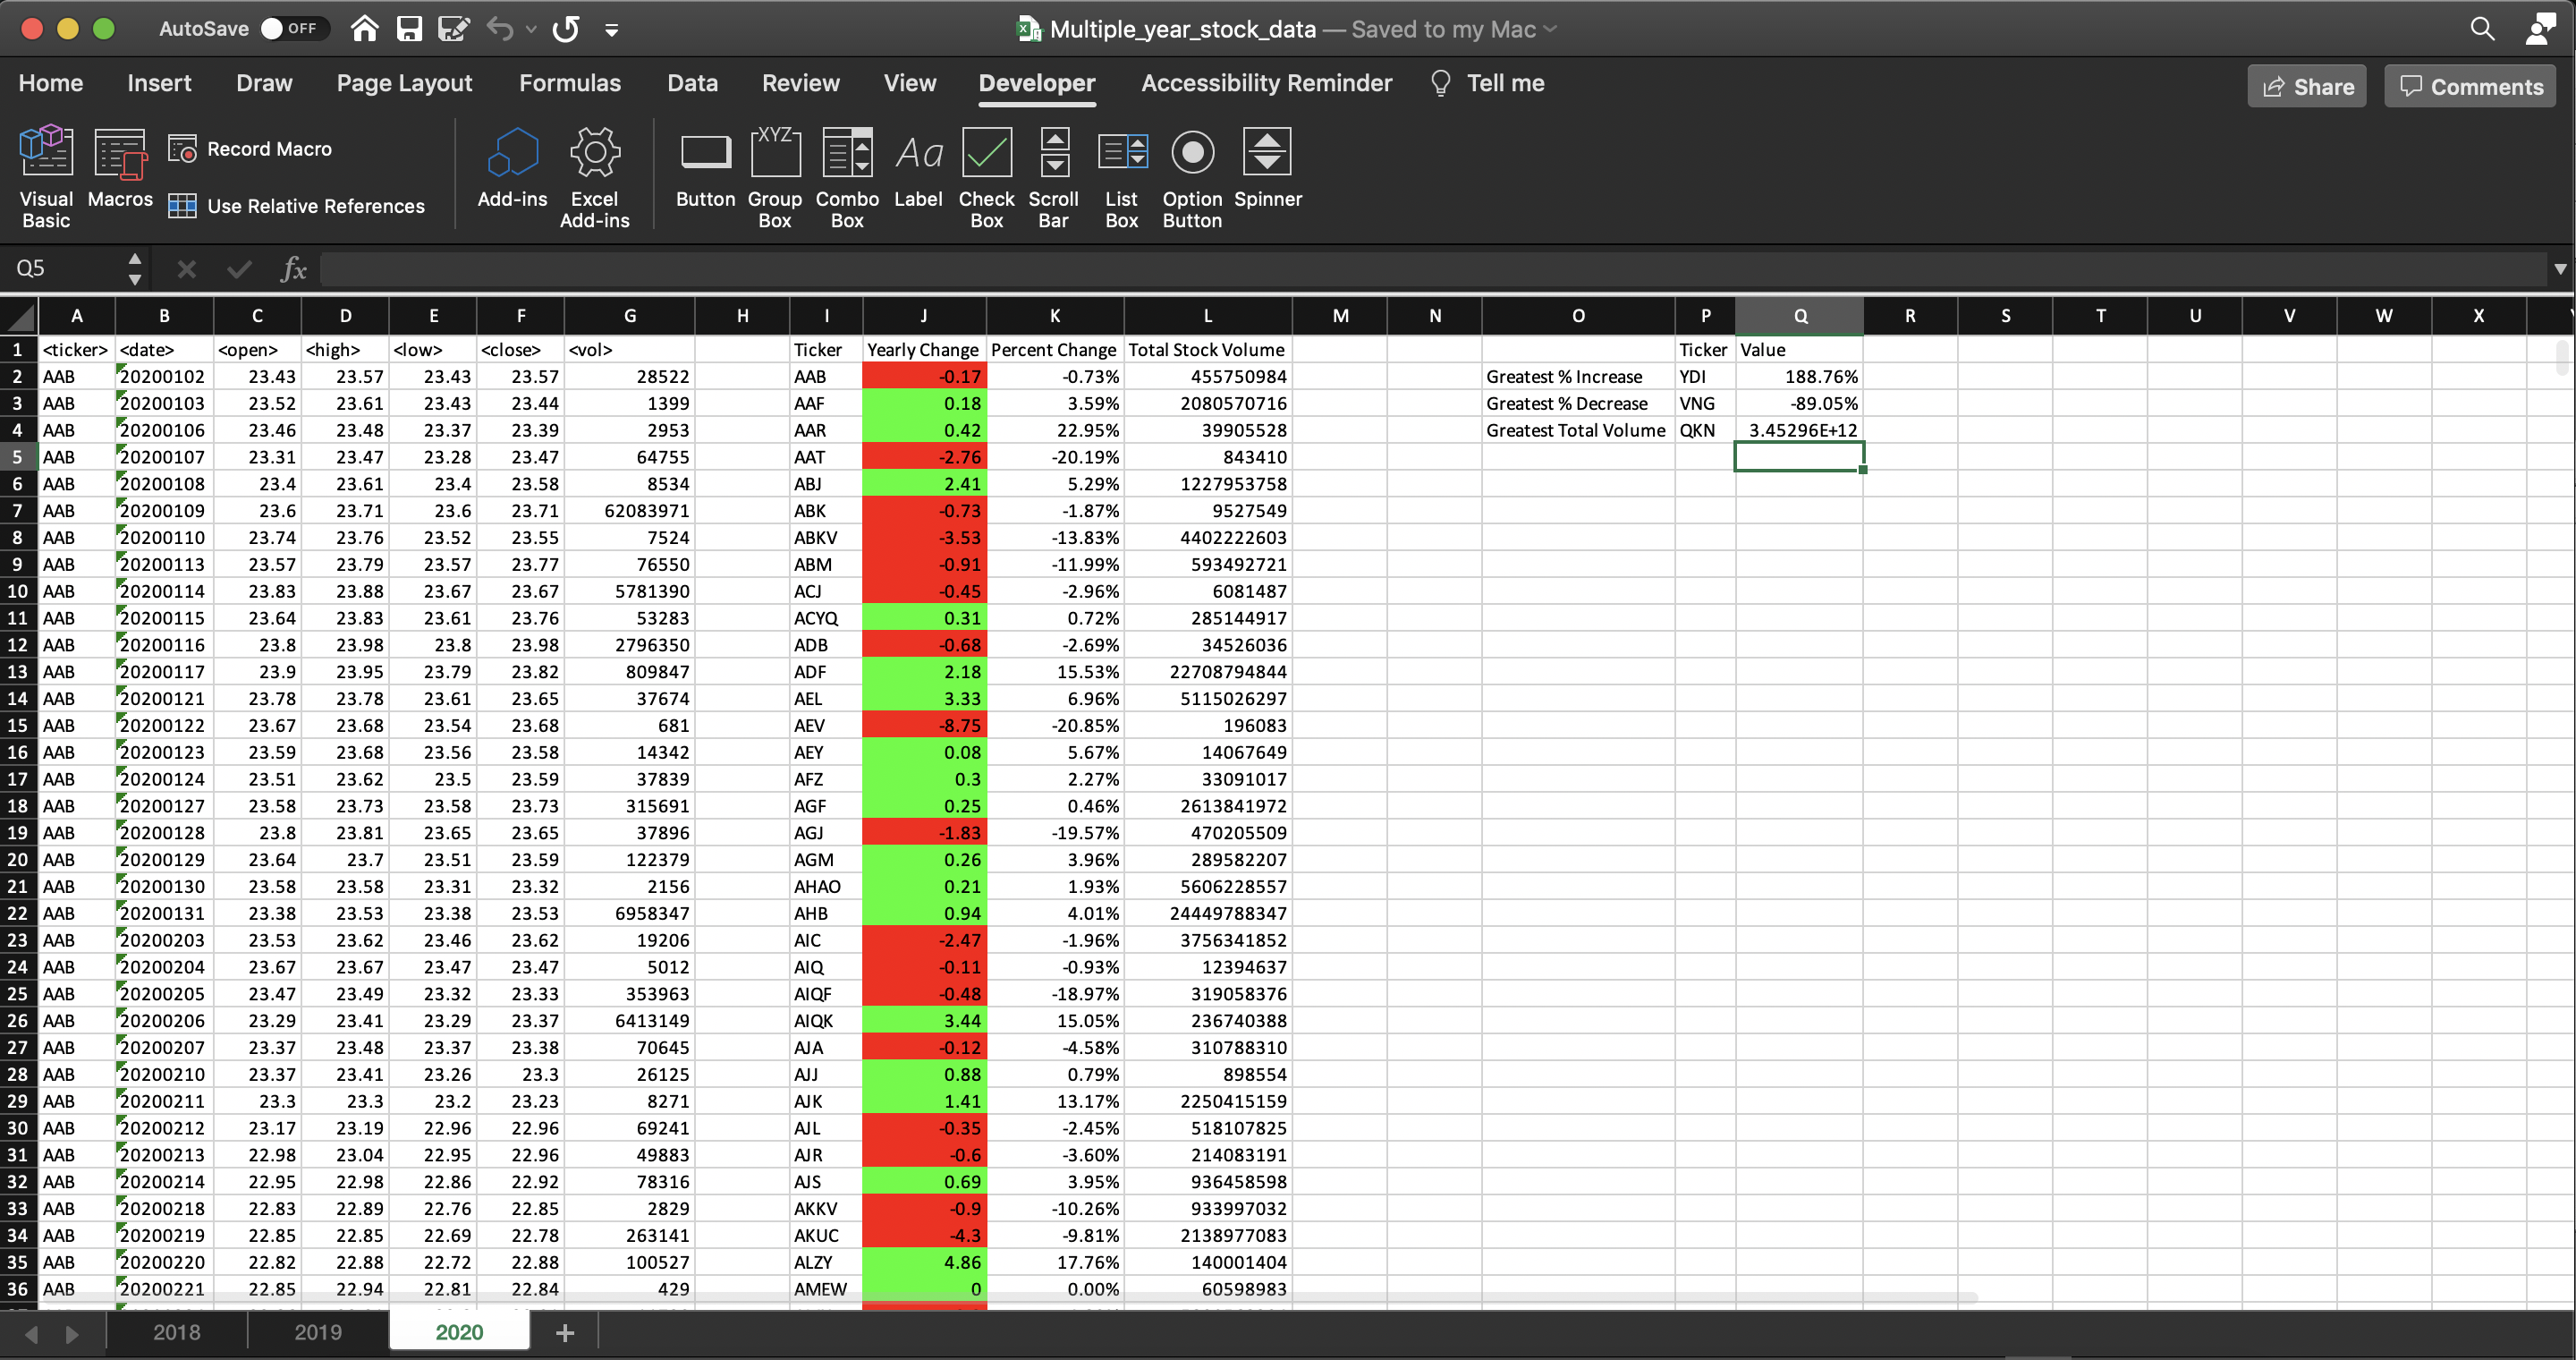 AutoSave OFF Multiple_year_stock_data — Saved to my Mac
Home Insert Draw Page Layout Formulas Data Review View Developer Accessibility Reminder Tell me Share Comments
Visual Basic Macros Record Macro Use Relative References Add-ins Excel Add-ins Button XYZ Group Box Combo Box Aa Label Check Box Scroll Bar List Box Option Button Spinner
Q5 fx
A B C D E F G H I J K L M N O P Q R S T U V W X
1 <ticker> <date> <open> <high> <low> <close> <vol> Ticker Yearly Change Percent Change Total Stock Volume Ticker Value
2 AAB 20200102 23.43 23.57 23.43 23.57 28522 AAB -0.17 -0.73% 455750984 Greatest % Increase YDI 188.76%
3 AAB 20200103 23.52 23.61 23.43 23.44 1399 AAF 0.18 3.59% 2080570716 Greatest % Decrease VNG -89.05%
4 AAB 20200106 23.46 23.48 23.37 23.39 2953 AAR 0.42 22.95% 39905528 Greatest Total Volume QKN 3.45296E+12
5 AAB 20200107 23.31 23.47 23.28 23.47 64755 AAT -2.76 -20.19% 843410
6 AAB 20200108 23.4 23.61 23.4 23.58 8534 ABJ 2.41 5.29% 1227953758
7 AAB 20200109 23.6 23.71 23.6 23.71 62083971 ABK -0.73 -1.87% 9527549
8 AAB 20200110 23.74 23.76 23.52 23.55 7524 ABKV -3.53 -13.83% 4402222603
9 AAB 20200113 23.57 23.79 23.57 23.77 76550 ABM -0.91 -11.99% 593492721
10 AAB 20200114 23.83 23.88 23.67 23.67 5781390 ACJ -0.45 -2.96% 6081487
11 AAB 20200115 23.64 23.83 23.61 23.76 53283 ACYQ 0.31 0.72% 285144917
12 AAB 20200116 23.8 23.98 23.8 23.98 2796350 ADB -0.68 -2.69% 34526036
13 AAB 20200117 23.9 23.95 23.79 23.82 809847 ADF 2.18 15.53% 22708794844
14 AAB 20200121 23.78 23.78 23.61 23.65 37674 AEL 3.33 6.96% 5115026297
15 AAB 20200122 23.67 23.68 23.54 23.68 681 AEV -8.75 -20.85% 196083
16 AAB 20200123 23.59 23.68 23.56 23.58 14342 AEY 0.08 5.67% 14067649
17 AAB 20200124 23.51 23.62 23.5 23.59 37839 AFZ 0.3 2.27% 33091017
18 AAB 20200127 23.58 23.73 23.58 23.73 315691 AGF 0.25 0.46% 2613841972
19 AAB 20200128 23.8 23.81 23.65 23.65 37896 AGJ -1.83 -19.57% 470205509
20 AAB 20200129 23.64 23.7 23.51 23.59 122379 AGM 0.26 3.96% 289582207
21 AAB 20200130 23.58 23.58 23.31 23.32 2156 AHAO 0.21 1.93% 5606228557
22 AAB 20200131 23.38 23.53 23.38 23.53 6958347 AHB 0.94 4.01% 24449788347
23 AAB 20200203 23.53 23.62 23.46 23.62 19206 AIC -2.47 -1.96% 3756341852
24 AAB 20200204 23.67 23.67 23.47 23.47 5012 AIQ -0.11 -0.93% 12394637
25 AAB 20200205 23.47 23.49 23.32 23.33 353963 AIQF -0.48 -18.97% 319058376
26 AAB 20200206 23.29 23.41 23.29 23.37 6413149 AIQK 3.44 15.05% 236740388
27 AAB 20200207 23.37 23.48 23.37 23.38 70645 AJA -0.12 -4.58% 310788310
28 AAB 20200210 23.37 23.41 23.26 23.3 26125 AJJ 0.88 0.79% 898554
29 AAB 20200211 23.3 23.3 23.2 23.23 8271 AJK 1.41 13.17% 2250415159
30 AAB 20200212 23.17 23.19 22.96 22.96 69241 AJL -0.35 -2.45% 518107825
31 AAB 20200213 22.98 23.04 22.95 22.96 49883 AJR -0.6 -3.60% 214083191
32 AAB 20200214 22.95 22.98 22.86 22.92 78316 AJS 0.69 3.95% 936458598
33 AAB 20200218 22.83 22.89 22.76 22.85 2829 AKKV -0.9 -10.26% 933997032
34 AAB 20200219 22.85 22.85 22.69 22.78 263141 AKUC -4.3 -9.81% 2138977083
35 AAB 20200220 22.82 22.88 22.72 22.88 100527 ALZY 4.86 17.76% 140001404
36 AAB 20200221 22.85 22.94 22.81 22.84 429 AMEW 0 0.00% 60598983
2018 2019 2020 +